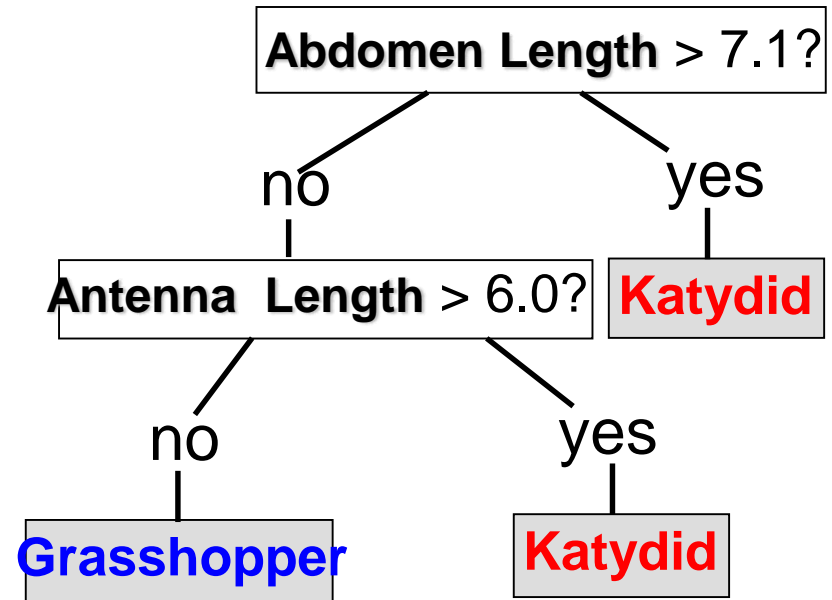 Abdomen Length > 7.1?
no
yes
Antenna Length > 6.0?
Katydid
no
yes
Grasshopper
Katydid